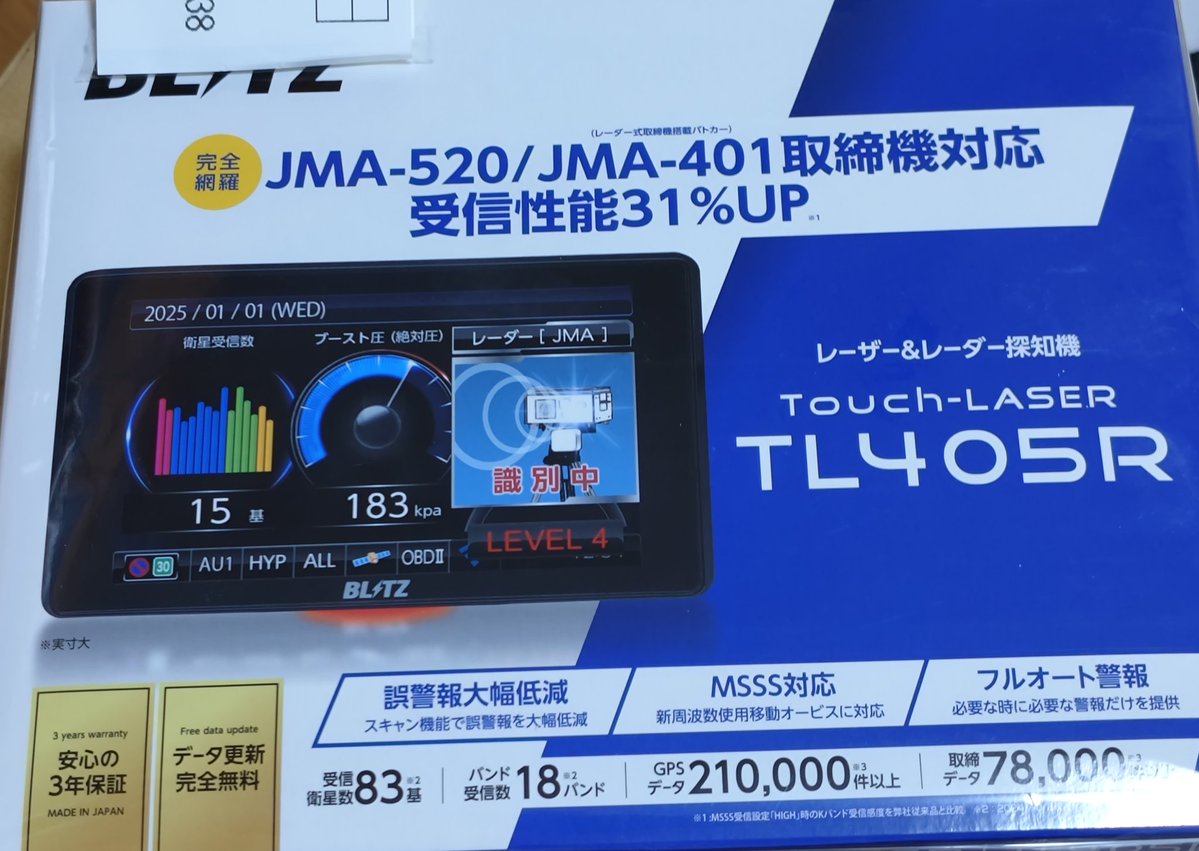 38
BLITZ
完全
網羅
(レーダー式取締機搭載パトカー)
JMA-520/JMA-401取締機対応
受信性能31%UP※1
2025 / 01 / 01 (WED)
衛星受信数
ブースト圧 (絶対圧)
レーダー [ JMA ]
識別中
15 基
183 kpa
LEVEL 4
30
AU1
HYP
ALL
OBDⅡ
BLITZ
※実寸大
レーザー&レーダー探知機
Touch-LASER
TL405R
3 years warranty
安心の
3年保証
MADE IN JAPAN
Free data update
データ更新
完全無料
誤警報大幅低減
スキャン機能で誤警報を大幅低減
MSSS対応
新周波数使用移動オービスに対応
フルオート警報
必要な時に必要な警報だけを提供
受信
衛星数83※2基
バンド
受信数18※2バンド
GPS
データ210,000※3件以上
取締
データ78,000※3
※1:MSSS受信設定「HIGH」時のKバンド受信感度を弊社従来品と比較